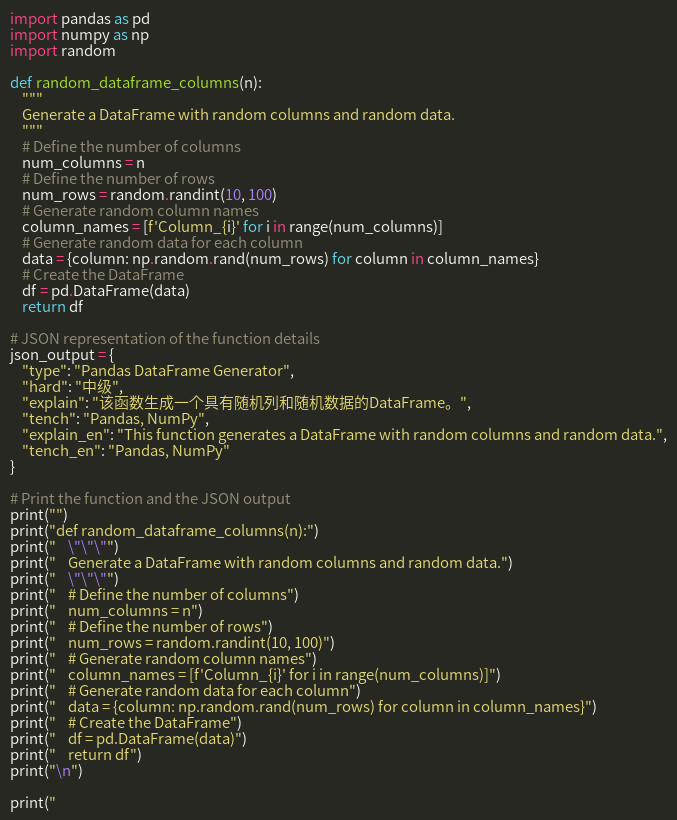 import pandas as pd
import numpy as np
import random

def random_dataframe_columns(n):
    """
    Generate a DataFrame with random columns and random data.
    """
    # Define the number of columns
    num_columns = n
    # Define the number of rows
    num_rows = random.randint(10, 100)
    # Generate random column names
    column_names = [f'Column_{i}' for i in range(num_columns)]
    # Generate random data for each column
    data = {column: np.random.rand(num_rows) for column in column_names}
    # Create the DataFrame
    df = pd.DataFrame(data)
    return df

# JSON representation of the function details
json_output = {
    "type": "Pandas DataFrame Generator",
    "hard": "中级",
    "explain": "该函数生成一个具有随机列和随机数据的DataFrame。",
    "tench": "Pandas, NumPy",
    "explain_en": "This function generates a DataFrame with random columns and random data.",
    "tench_en": "Pandas, NumPy"
}

# Print the function and the JSON output
print("")
print("def random_dataframe_columns(n):")
print("    \"\"\"")
print("    Generate a DataFrame with random columns and random data.")
print("    \"\"\"")
print("    # Define the number of columns")
print("    num_columns = n")
print("    # Define the number of rows")
print("    num_rows = random.randint(10, 100)")
print("    # Generate random column names")
print("    column_names = [f'Column_{i}' for i in range(num_columns)]")
print("    # Generate random data for each column")
print("    data = {column: np.random.rand(num_rows) for column in column_names}")
print("    # Create the DataFrame")
print("    df = pd.DataFrame(data)")
print("    return df")
print("\n")

print("